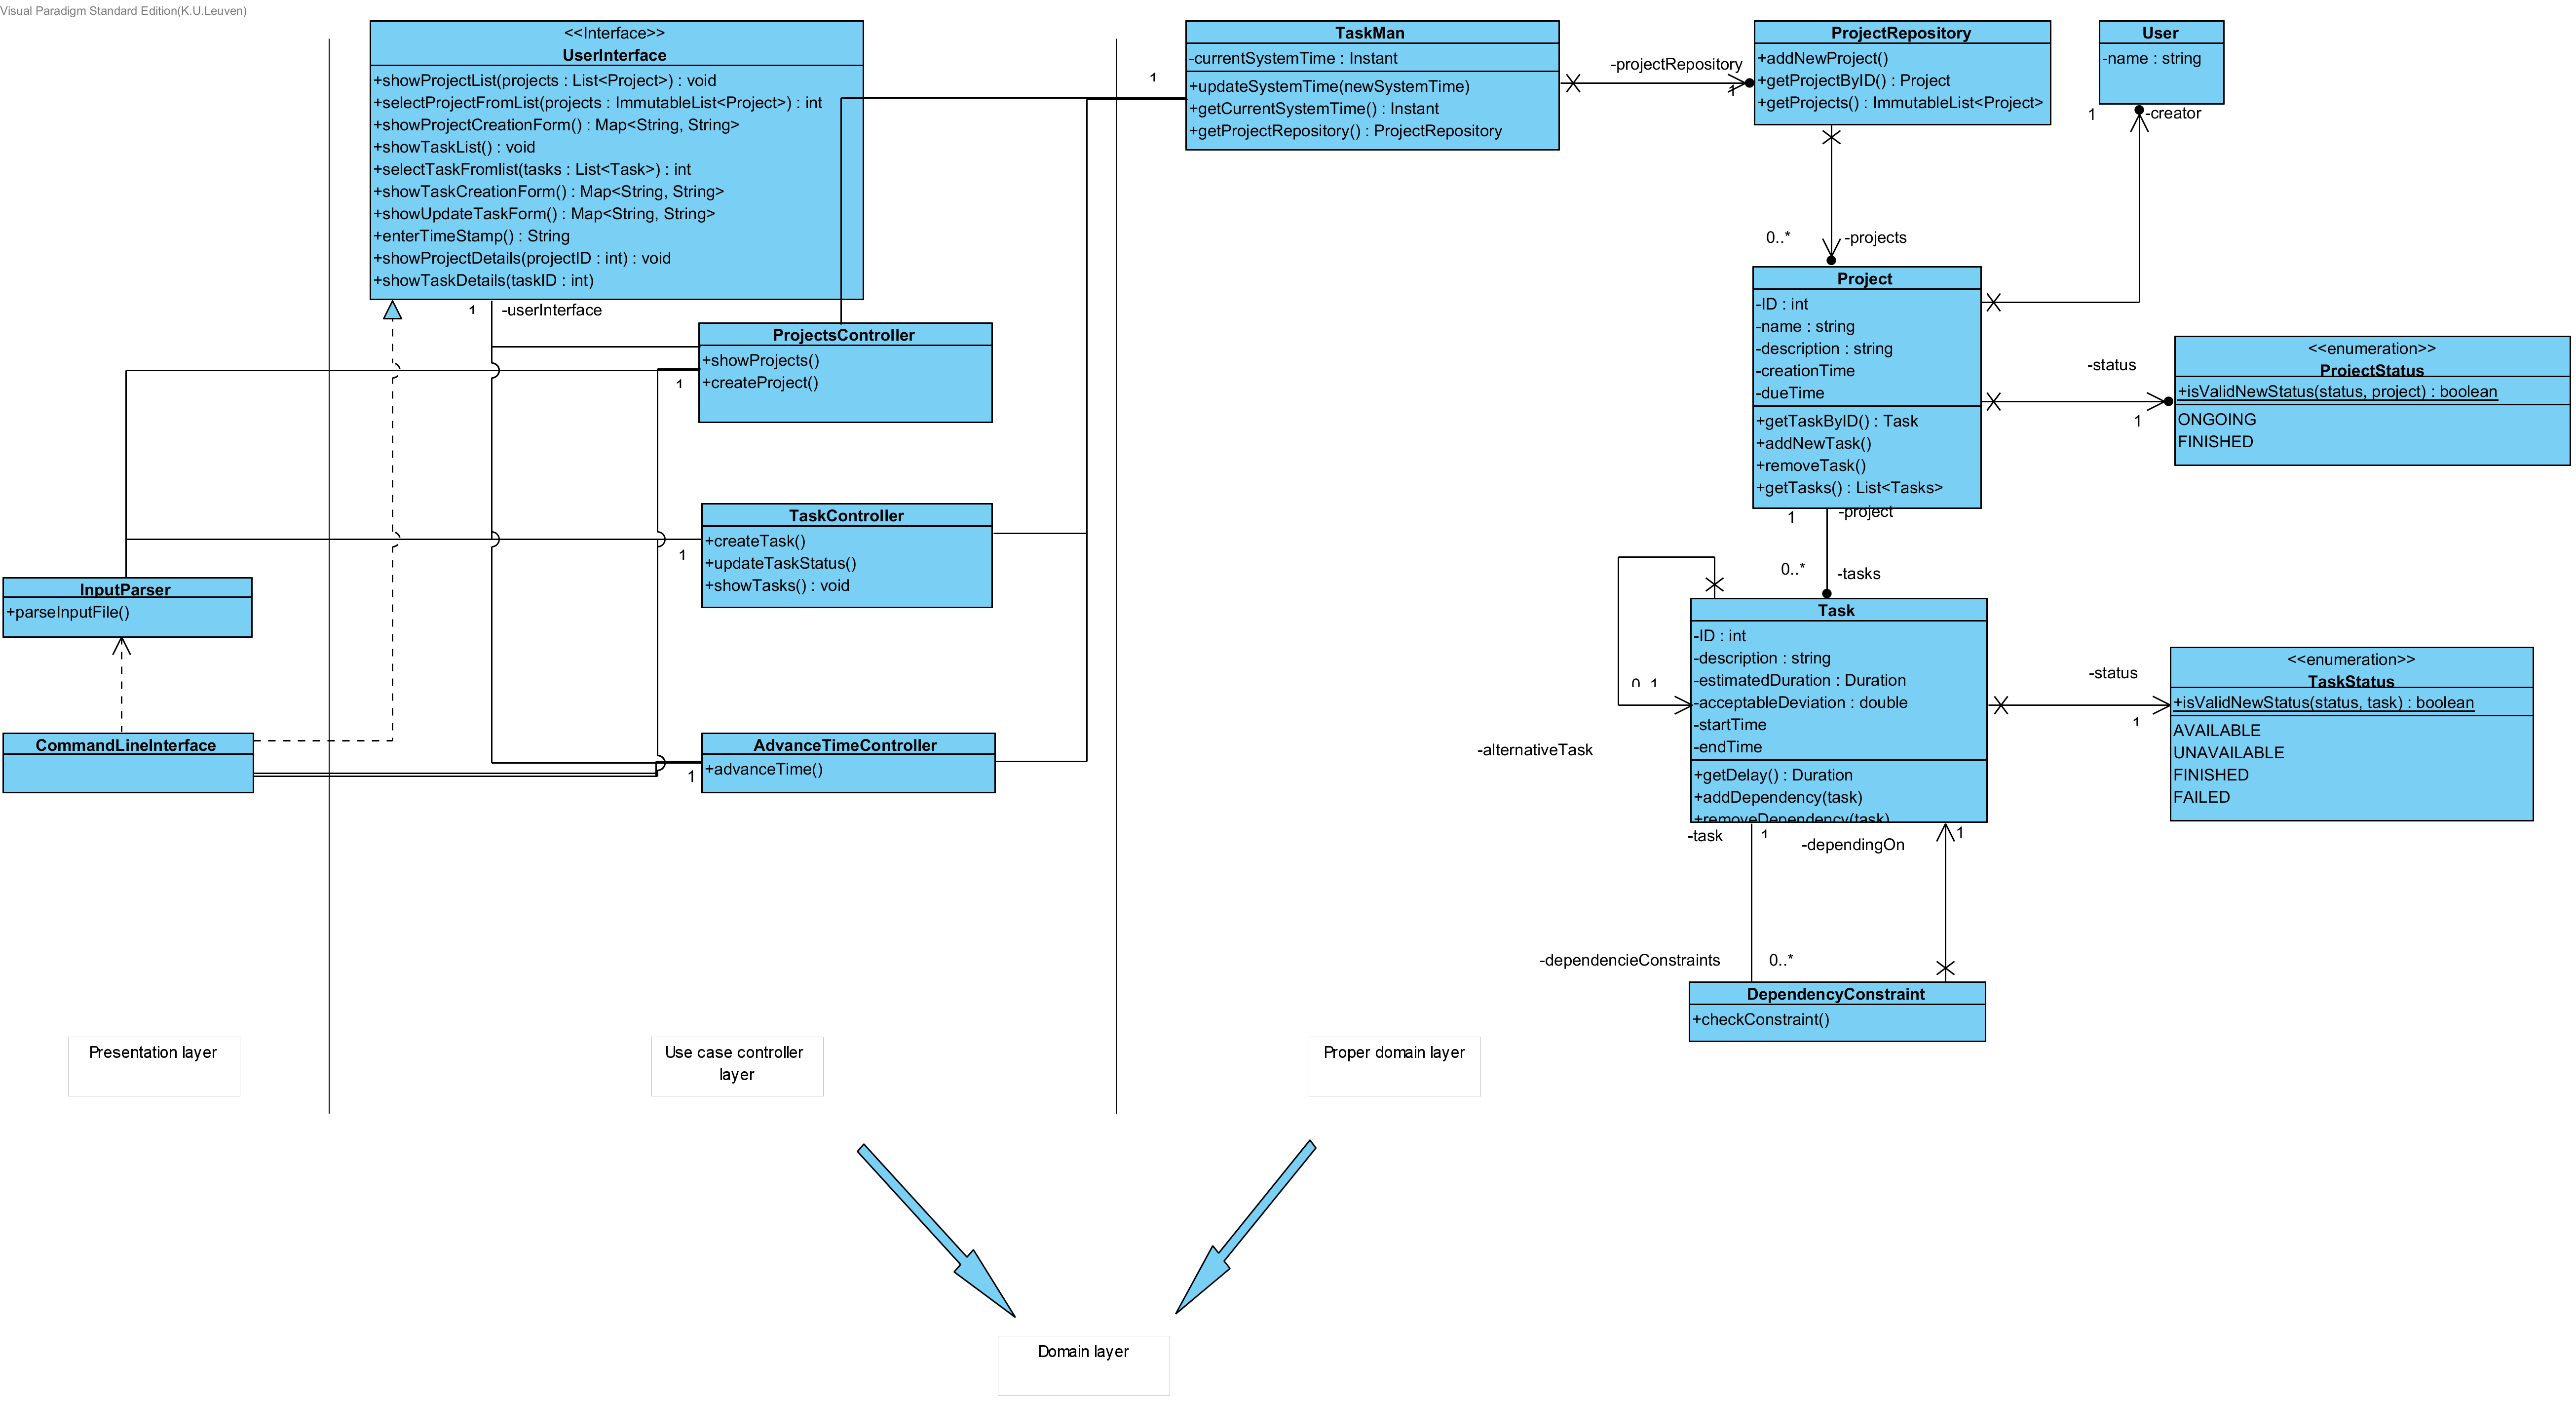 Visual Paradigm Standard Edition(K.U.Leuven)
<<Interface>>
UserInterface
+showProjectList(projects : List<Project>) : void
+selectProjectFromList(projects : ImmutableList<Project>) : int
+showProjectCreationForm() : Map<String, String>
+showTaskList() : void
+selectTaskFromlist(tasks : List<Task>) : int
+showTaskCreationForm() : Map<String, String>
+showUpdateTaskForm() : Map<String, String>
+enterTimeStamp() : String
+showProjectDetails(projectID : int) : void
+showTaskDetails(taskID : int)
1
-userInterface
ProjectsController
+showProjects()
+createProject()
1
TaskController
+createTask()
+updateTaskStatus()
+showTasks() : void
1
InputParser
+parseInputFile()
CommandLineInterface
AdvanceTimeController
+advanceTime()
1
1
TaskMan
-currentSystemTime : Instant
+updateSystemTime(newSystemTime)
+getCurrentSystemTime() : Instant
+getProjectRepository() : ProjectRepository
-projectRepository
1
ProjectRepository
+addNewProject()
+getProjectByID() : Project
+getProjects() : ImmutableList<Project>
User
-name : string
1
-creator
0..*
-projects
Project
-ID : int
-name : string
-description : string
-creationTime
-dueTime
+getTaskByID() : Task
+addNewTask()
+removeTask()
+getTasks() : List<Tasks>
-status
1
<<enumeration>>
ProjectStatus
+isValidNewStatus(status, project) : boolean
ONGOING
FINISHED
1
-project
0..*
-tasks
0..1
-alternativeTask
Task
-ID : int
-description : string
-estimatedDuration : Duration
-acceptableDeviation : double
-startTime
-endTime
+getDelay() : Duration
+addDependency(task)
+removeDependency(task)
-status
1
<<enumeration>>
TaskStatus
+isValidNewStatus(status, task) : boolean
AVAILABLE
UNAVAILABLE
FINISHED
FAILED
-task
1
-dependingOn
1
-dependencieConstraints
0..*
DependencyConstraint
+checkConstraint()
Presentation layer
Use case controller
layer
Proper domain layer
Domain layer